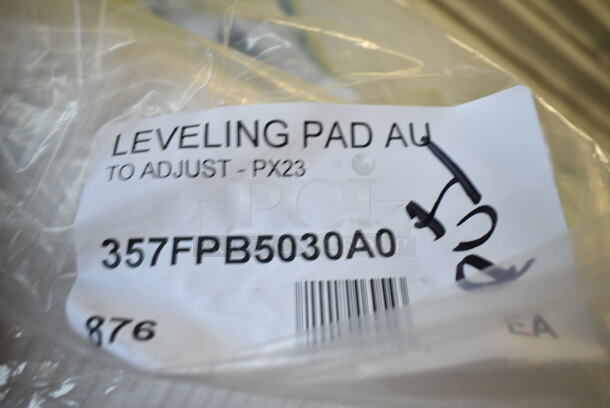 LEVELING PAD AU
TO ADJUST - PX23
357FPB5030A0
876
EA